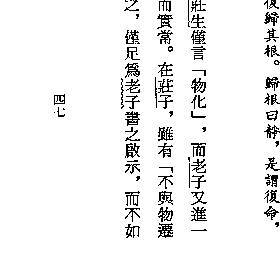 復歸其根。歸根曰靜，是謂復命，
莊生僅言「物化」，而老子又進一
而實常。在莊子，雖有「不與物遷
之，僅足爲老子書之啟示，而不如
四七